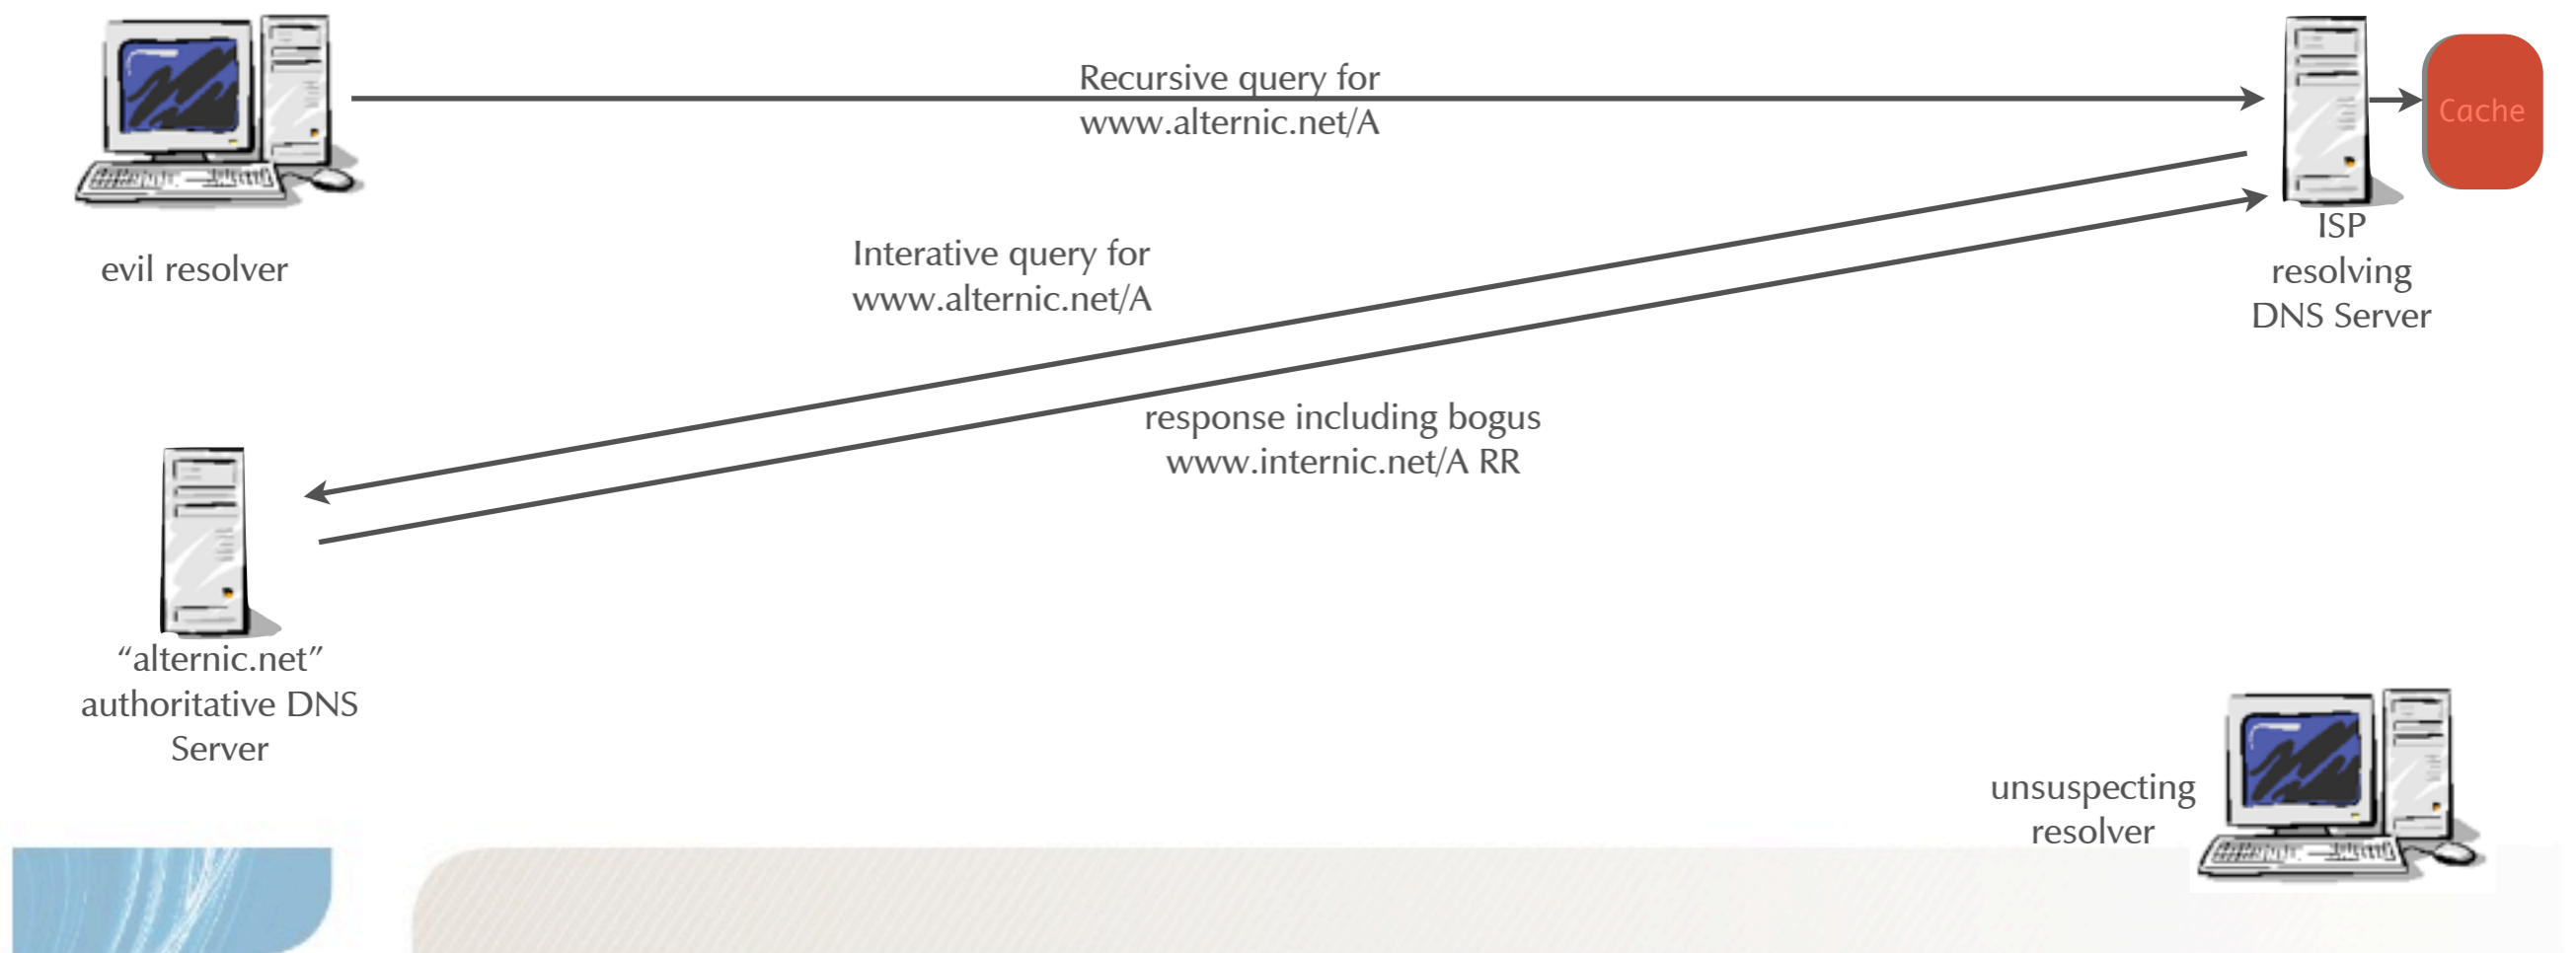 Recursive query for
www.alternic.net/A
Cache
evil resolver
Interative query for
www.alternic.net/A
ISP
resolving
DNS Server
response including bogus
www.internic.net/A RR
“alternic.net”
authoritative DNS
Server
unsuspecting
resolver